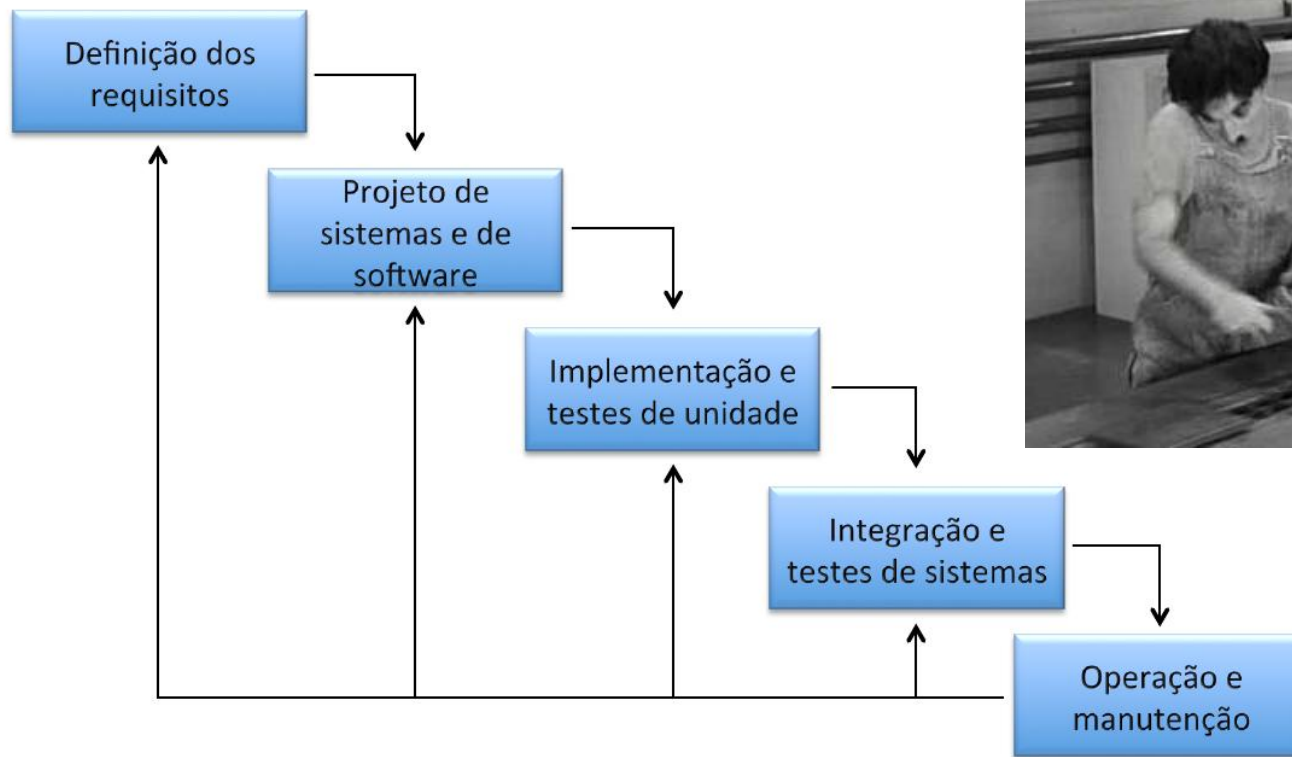 Definição dos
requisitos
Projeto de
sistemas e de
software
Implementação e
testes de unidade
Integração e
testes de sistemas
Operação e
manutenção